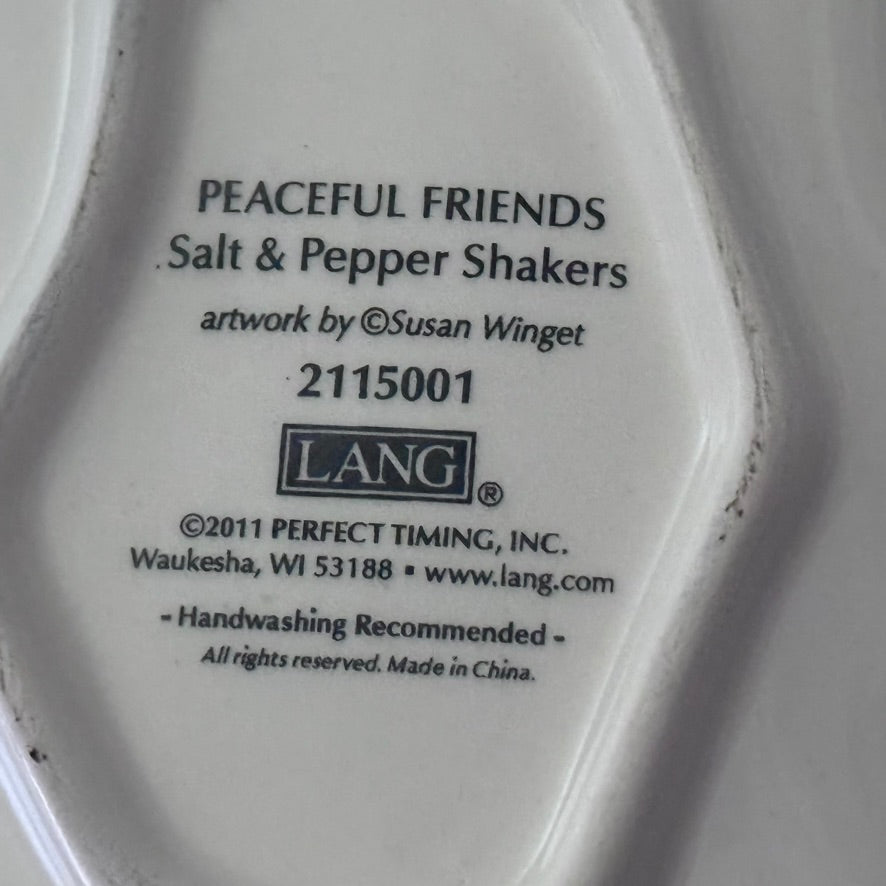 PEACEFUL FRIENDS
Salt & Pepper Shakers
artwork by ©Susan Winget
2115001
LANG®
©2011 PERFECT TIMING, INC.
Waukesha, WI 53188 ▪ www.lang.com
- Handwashing Recommended -
All rights reserved. Made in China.